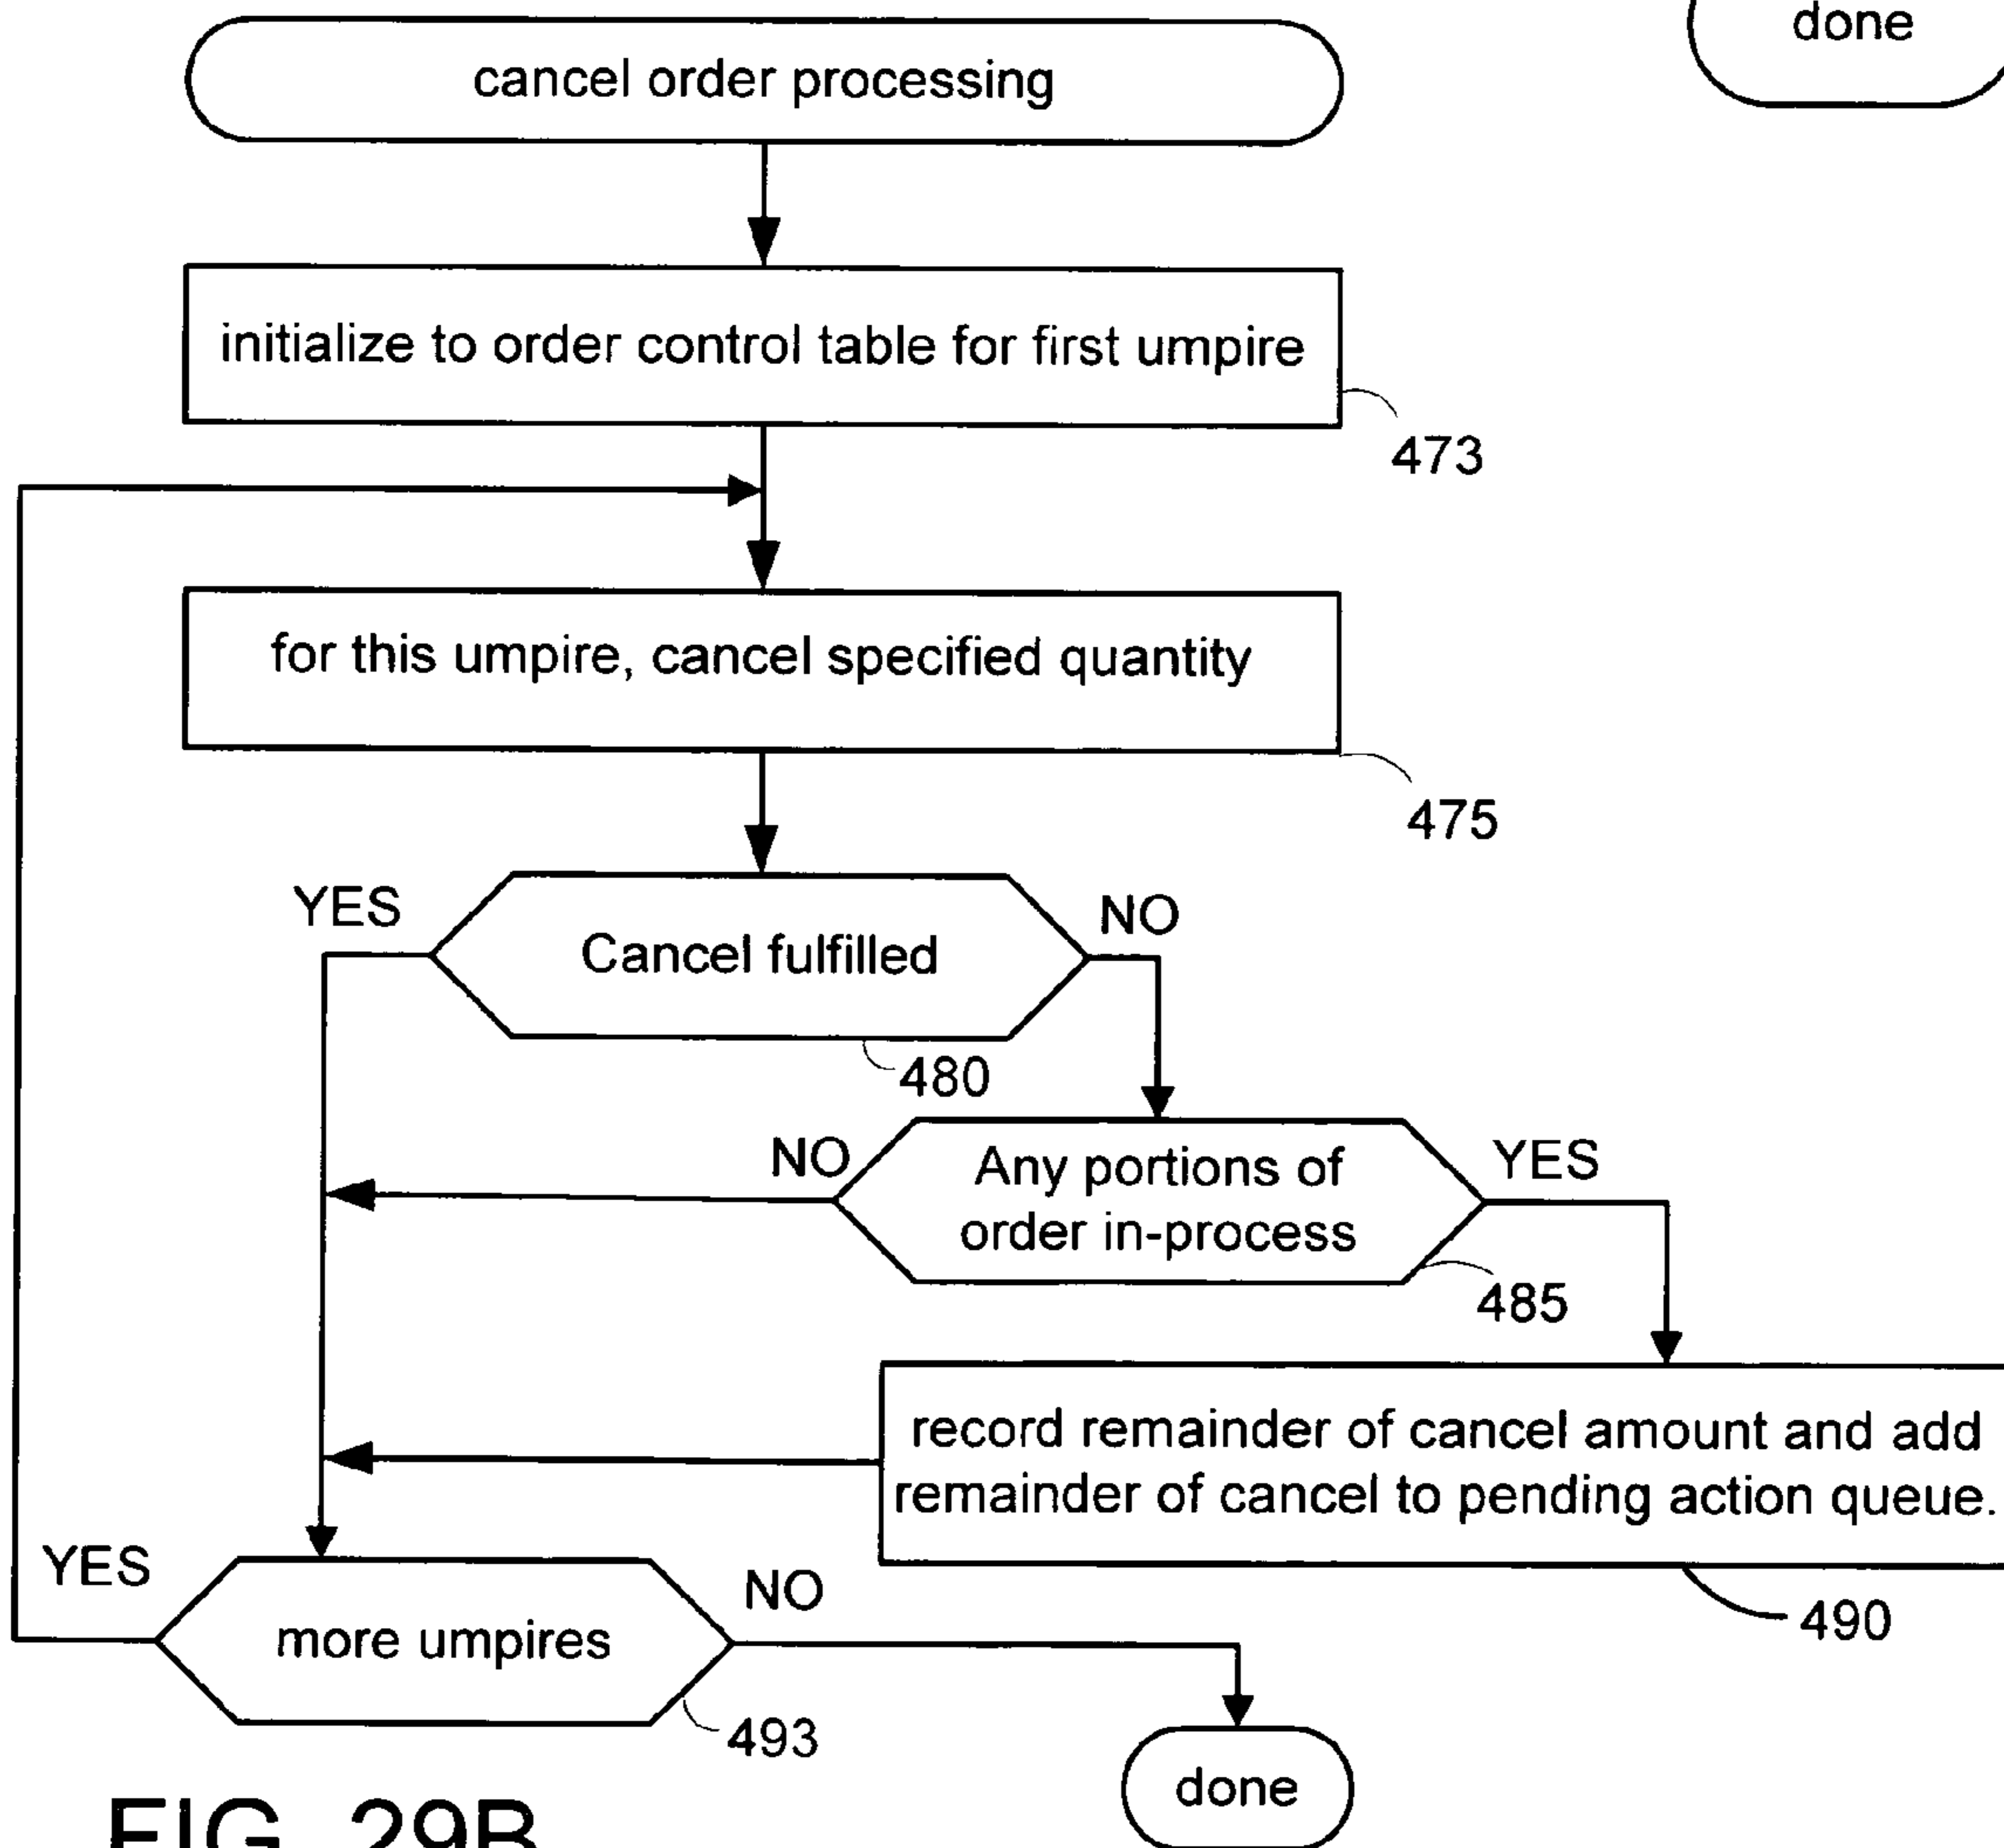 done
cancel order processing
initialize to order control table for first umpire
473
for this umpire, cancel specified quantity
475
YES
NO
Cancel fulfilled
480
NO
YES
Any portions of
order in-process
485
record remainder of cancel amount and add
remainder of cancel to pending action queue.
490
YES
NO
more umpires
493
done
FIG. 29B